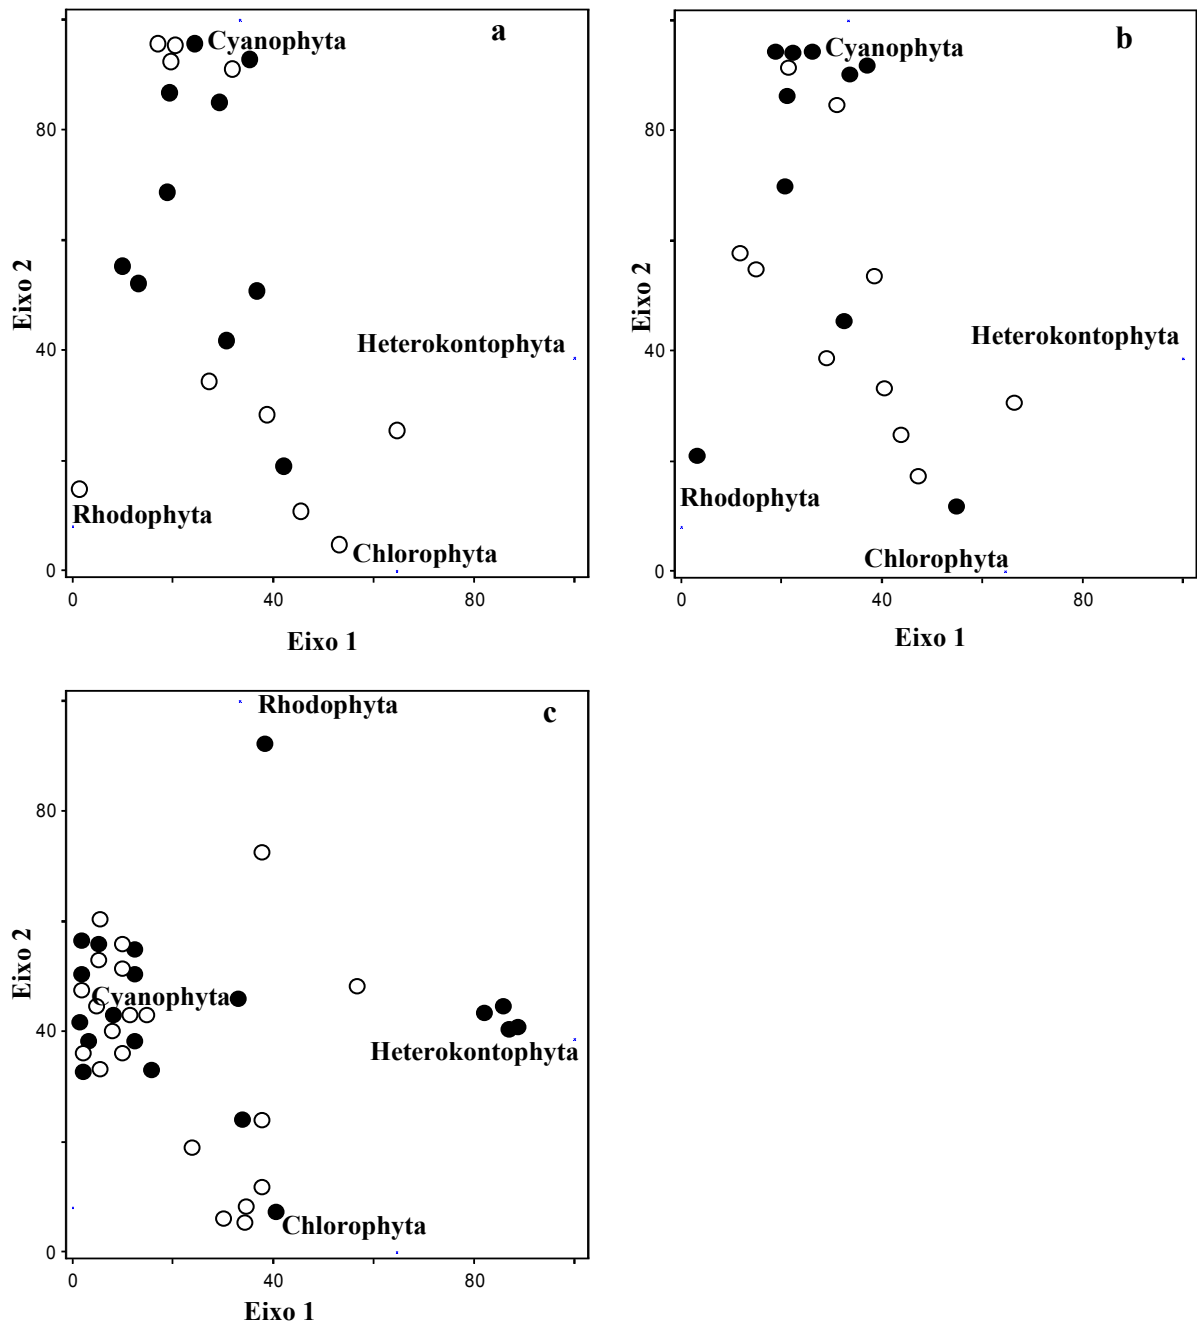 a
Cyanophyta
80
Eixo 2
Heterokontophyta
40
Rhodophyta
Chlorophyta
0
0 40 80
Eixo 1
b
Cyanophyta
80
Eixo 2
Heterokontophyta
40
Rhodophyta
Chlorophyta
0
0 40 80
Eixo 1
Rhodophyta
c
80
Eixo 2
Cyanophyta
40
Heterokontophyta
Chlorophyta
0
0 40 80
Eixo 1